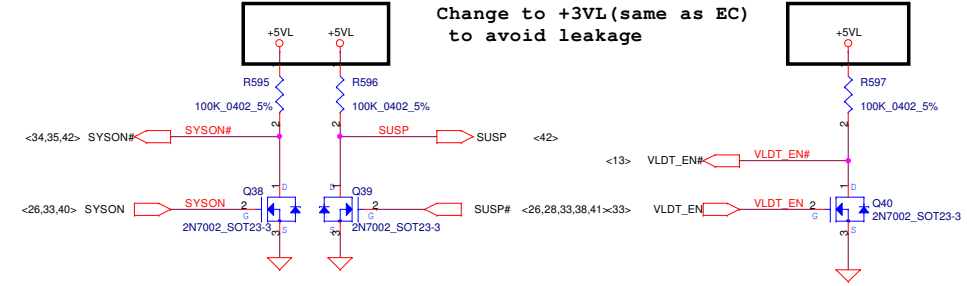 Change to +3VL(same as EC)
to avoid leakage
+5VL +5VL +5VL
R595 R596 R597
100K_0402_5% 100K_0402_5% 100K_0402_5%
1 1 1
2 2 2
<34,35,42> SYSON# SYSON# SUSP SUSP <42>
<13> VLDT_EN# VLDT_EN#
1 D 1 D 1 D
Q38 Q39 Q40
<26,33,40> SYSON SYSON 2 G 2 G SUSP# <26,28,33,38,41>
<33> VLDT_EN VLDT_EN 2 G
2N7002_SOT23-3 2N7002_SOT23-3 2N7002_SOT23-3
3 S 3 S 3 S